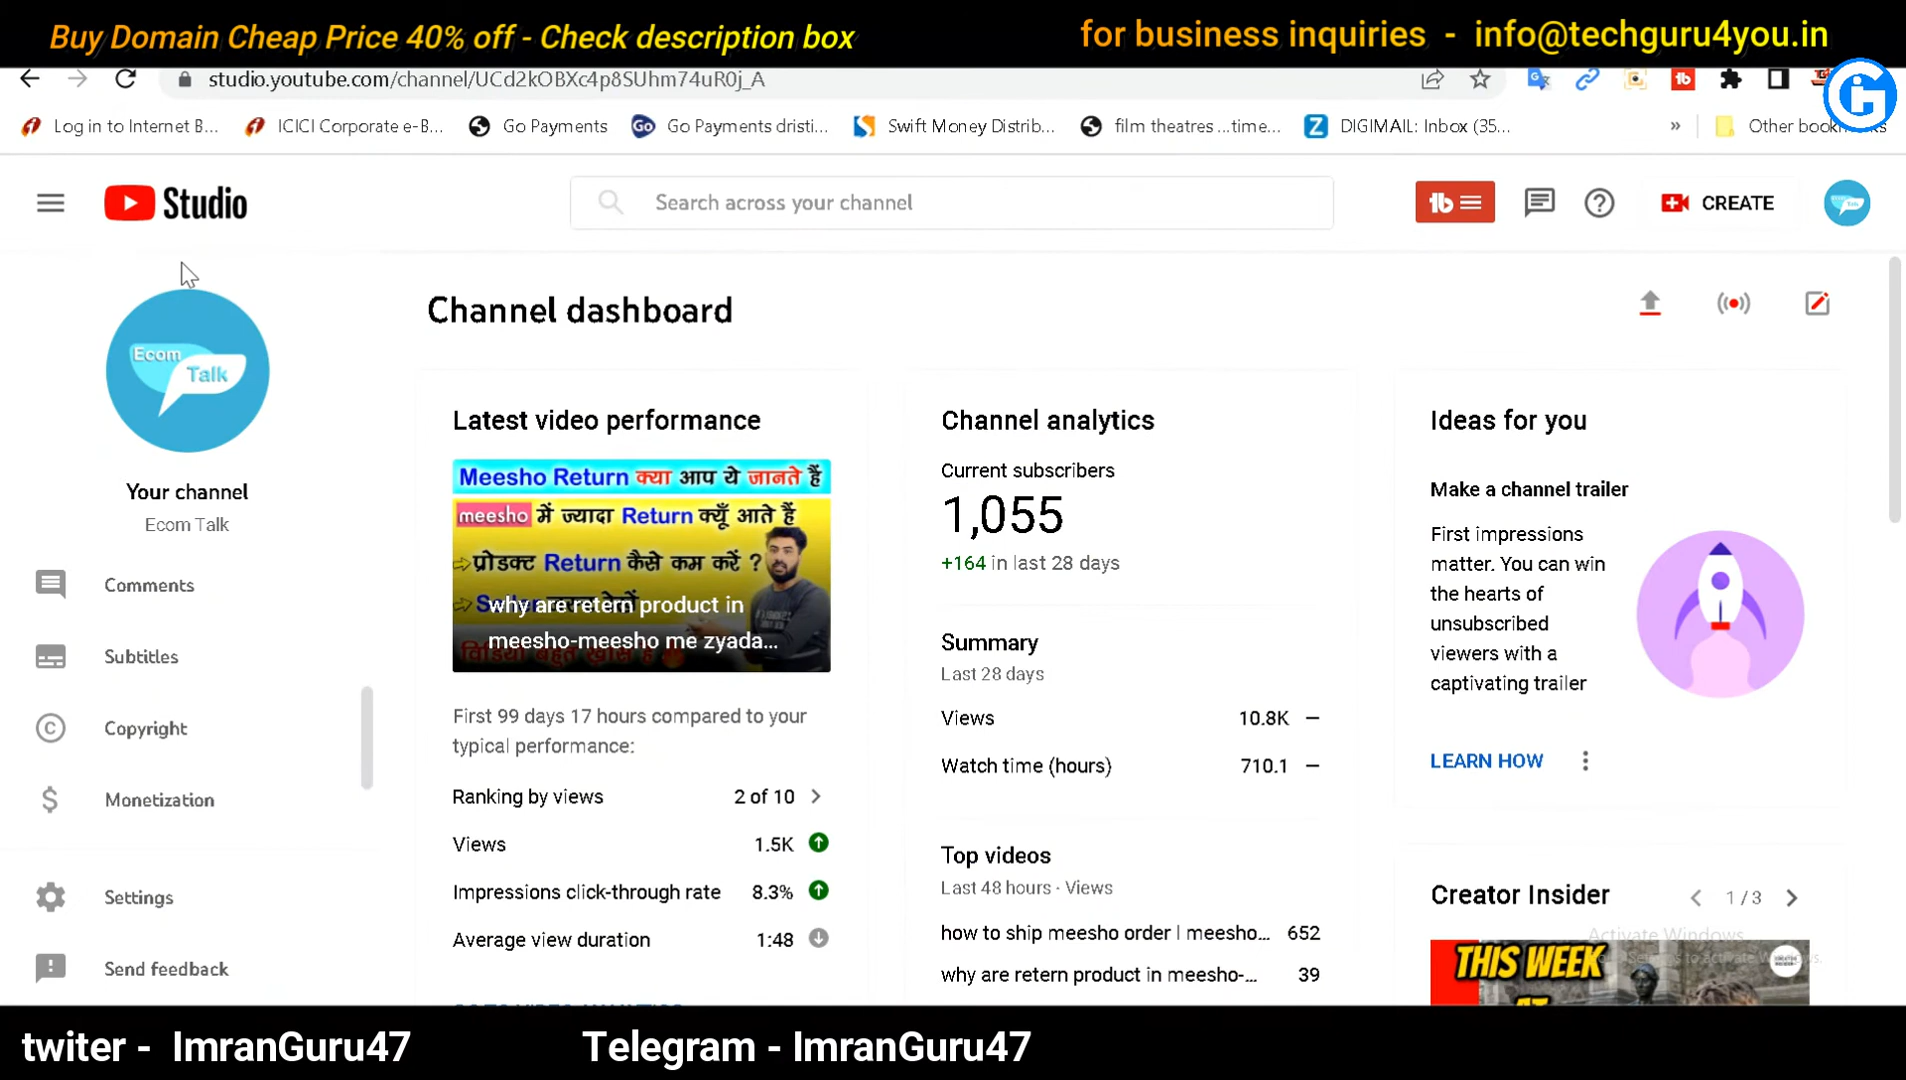 Buy Domain Cheap Price 40% off - Check description box
for business inquiries - info@techguru4you.in
studio.youtube.com/channel/UCd2kOBXc4p8SUhm74uR0j_A
Log in to Internet B... ICICI Corporate e-B... Go Payments Go Payments dristi... Swift Money Distrib... film theatres ...time... DIGIMAIL: Inbox (35... » Other
Studio
Search across your channel
CREATE
Ecom
Talk
Your channel
Ecom Talk
Comments
Subtitles
Copyright
Monetization
Settings
Send feedback
Channel dashboard
Latest video performance
Meesho Return क्या आप ये जानते हैं
meesho में ज्यादा Return क्यूँ आते हैं
प्रोडक्ट Return कैसे कम करें ?
why are retern product in
meesho-meesho me zyada...
First 99 days 17 hours compared to your
typical performance:
Ranking by views 2 of 10
Views 1.5K
Impressions click-through rate 8.3%
Average view duration 1:48
Channel analytics
Current subscribers
1,055
+164 in last 28 days
Summary
Last 28 days
Views 10.8K —
Watch time (hours) 710.1 —
Top videos
Last 48 hours · Views
how to ship meesho order | meesho... 652
why are retern product in meesho-... 39
Ideas for you
Make a channel trailer
First impressions
matter. You can win
the hearts of
unsubscribed
viewers with a
captivating trailer
LEARN HOW
Creator Insider 1 / 3
Activate Windows
THIS WEEK
twiter - ImranGuru47
Telegram - ImranGuru47